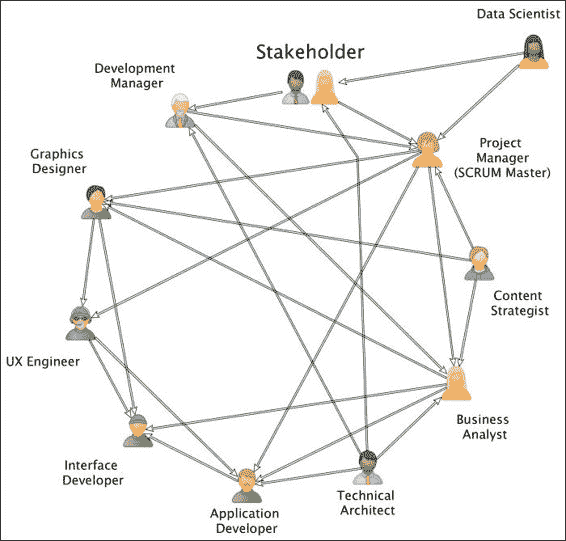 Data Scientist
Stakeholder
Development
Manager
Project
Manager
(SCRUM Master)
Graphics
Designer
Content
Strategist
UX Engineer
Business
Analyst
Interface
Developer
Technical
Architect
Application
Developer